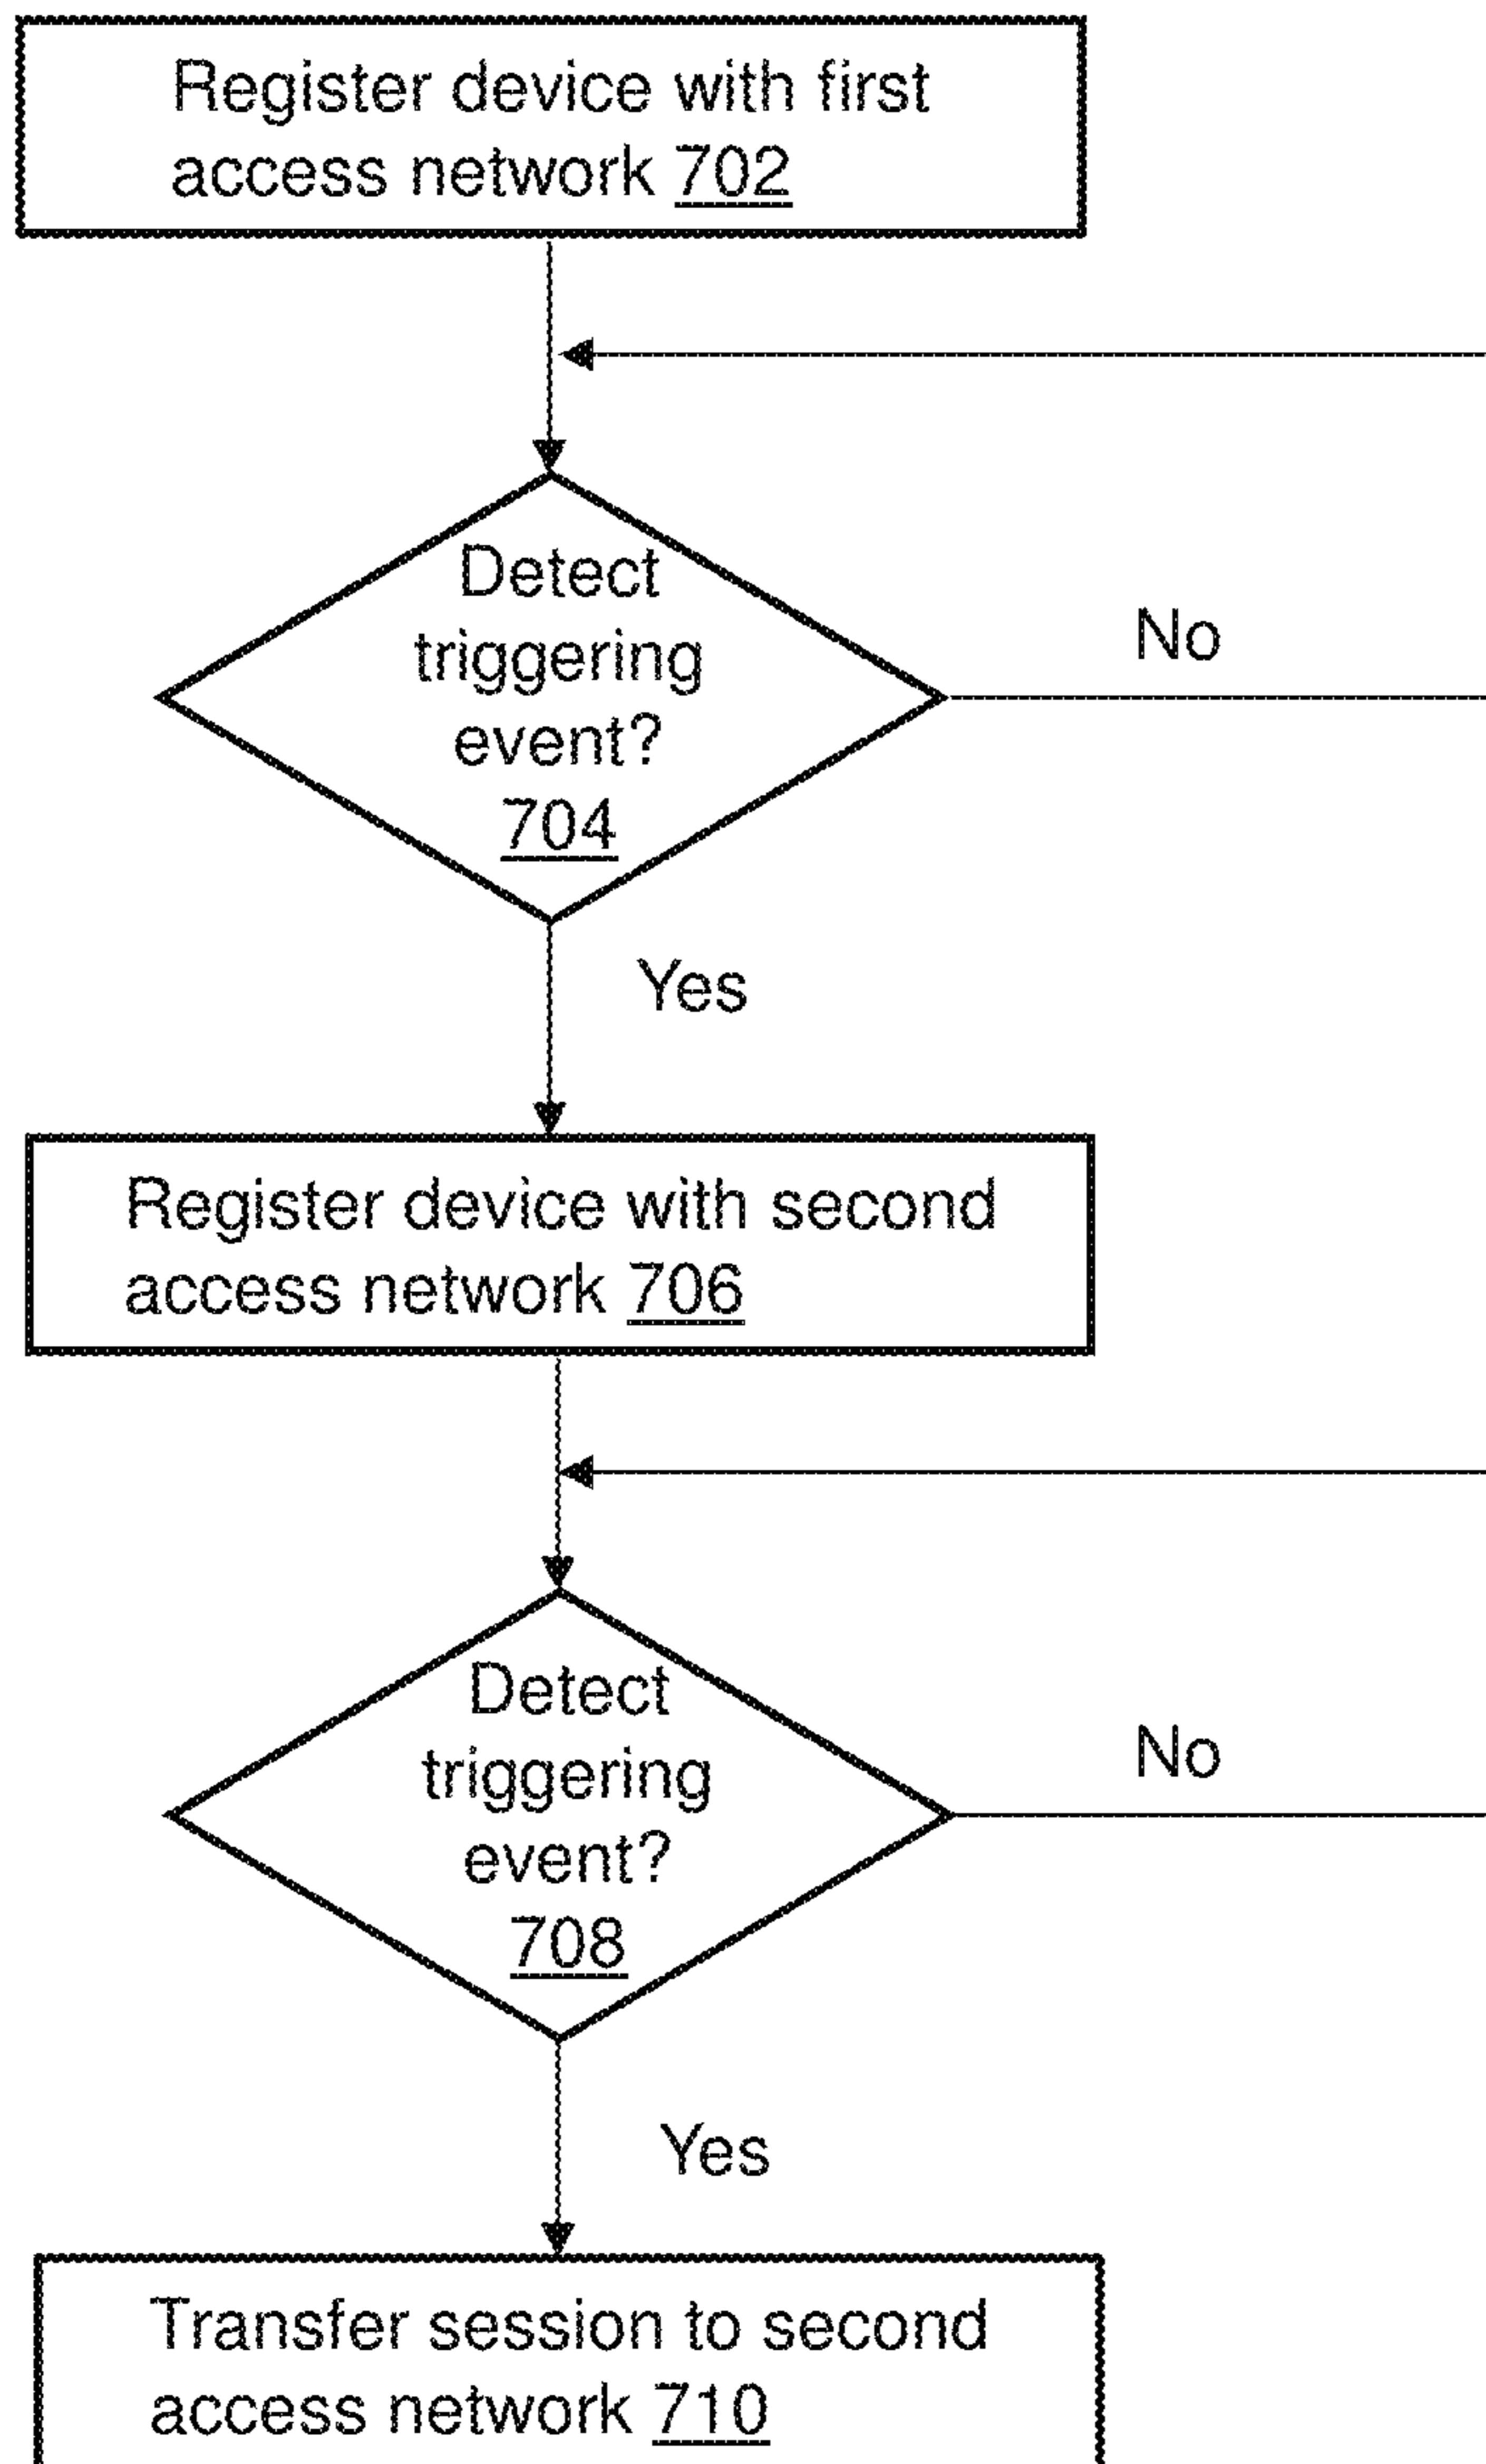 Register device with first
access network 702
Detect
triggering
event?
704
No
Yes
Register device with second
access network 706
Detect
triggering
event?
708
No
Yes
Transfer session to second
access network 710